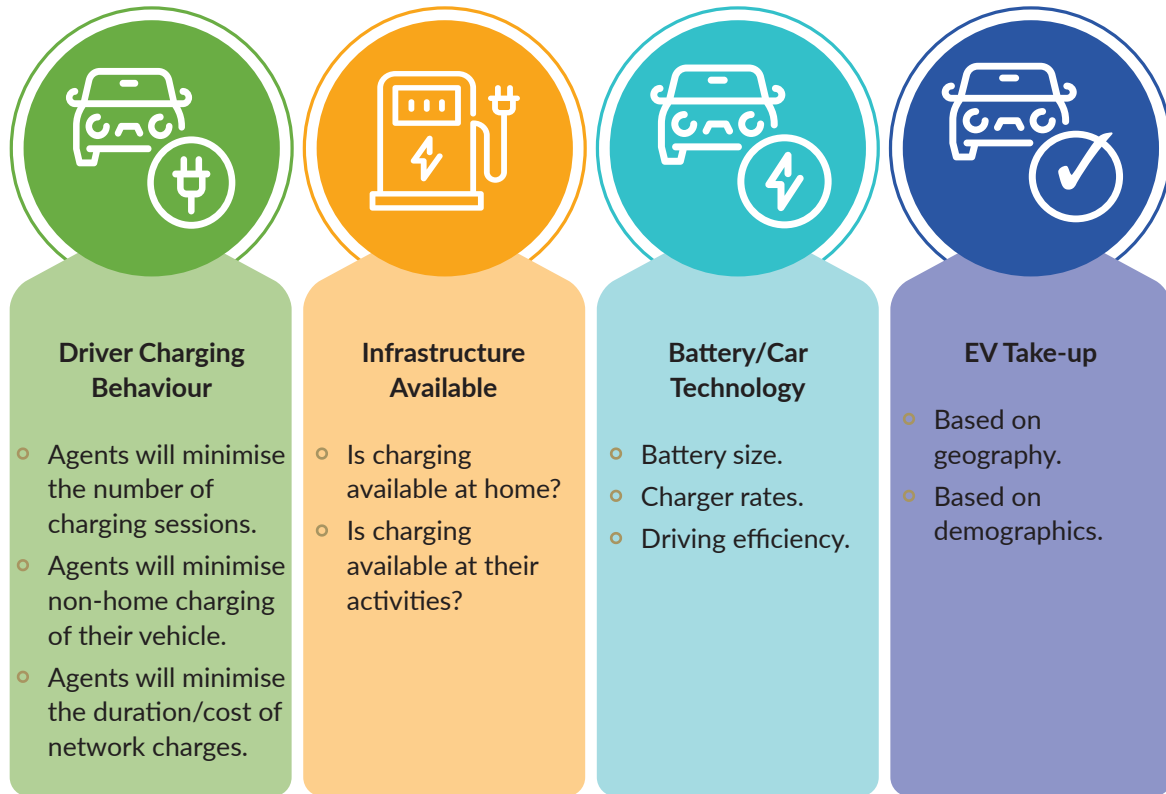 Driver Charging
Behaviour
Agents will minimise
the number of
charging sessions.
Agents will minimise
non-home charging
of their vehicle.
Agents will minimise
the duration/cost of
network charges.
Infrastructure
Available
Is charging
available at home?
Is charging
available at their
activities?
Battery/Car
Technology
Battery size.
Charger rates.
Driving efficiency.
EV Take-up
Based on
geography.
Based on
demographics.